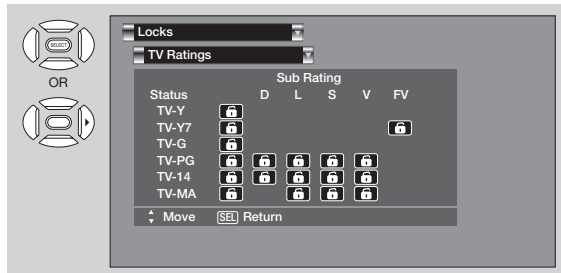 SELECT
OR
Locks
TV Ratings
Sub Rating
Status D L S V FV
TV-Y
TV-Y7
TV-G
TV-PG
TV-14
TV-MA
Move SEL Return